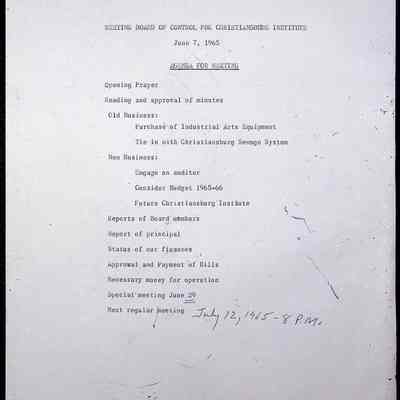 MEETING BOARD OF CONTROL FOR CHRISTIANSBURG INSTITUTE
June 7, 1965
AGENDA FOR MEETING
Opening Prayer
Reading and approval of minutes
Old Business:
Purchase of Industrial Arts Equipment
Tie in with Christiansburg Sewage System
New Business:
Engage an auditor
Consider Budget 1965-66
Future Christiansburg Institute
Reports of Board members
Report of principal
Status of our finances
Approval and Payment of Bills
Necessary money for operation
Special meeting June 29
Next regular meeting July 12, 1965 - 8 P.M.